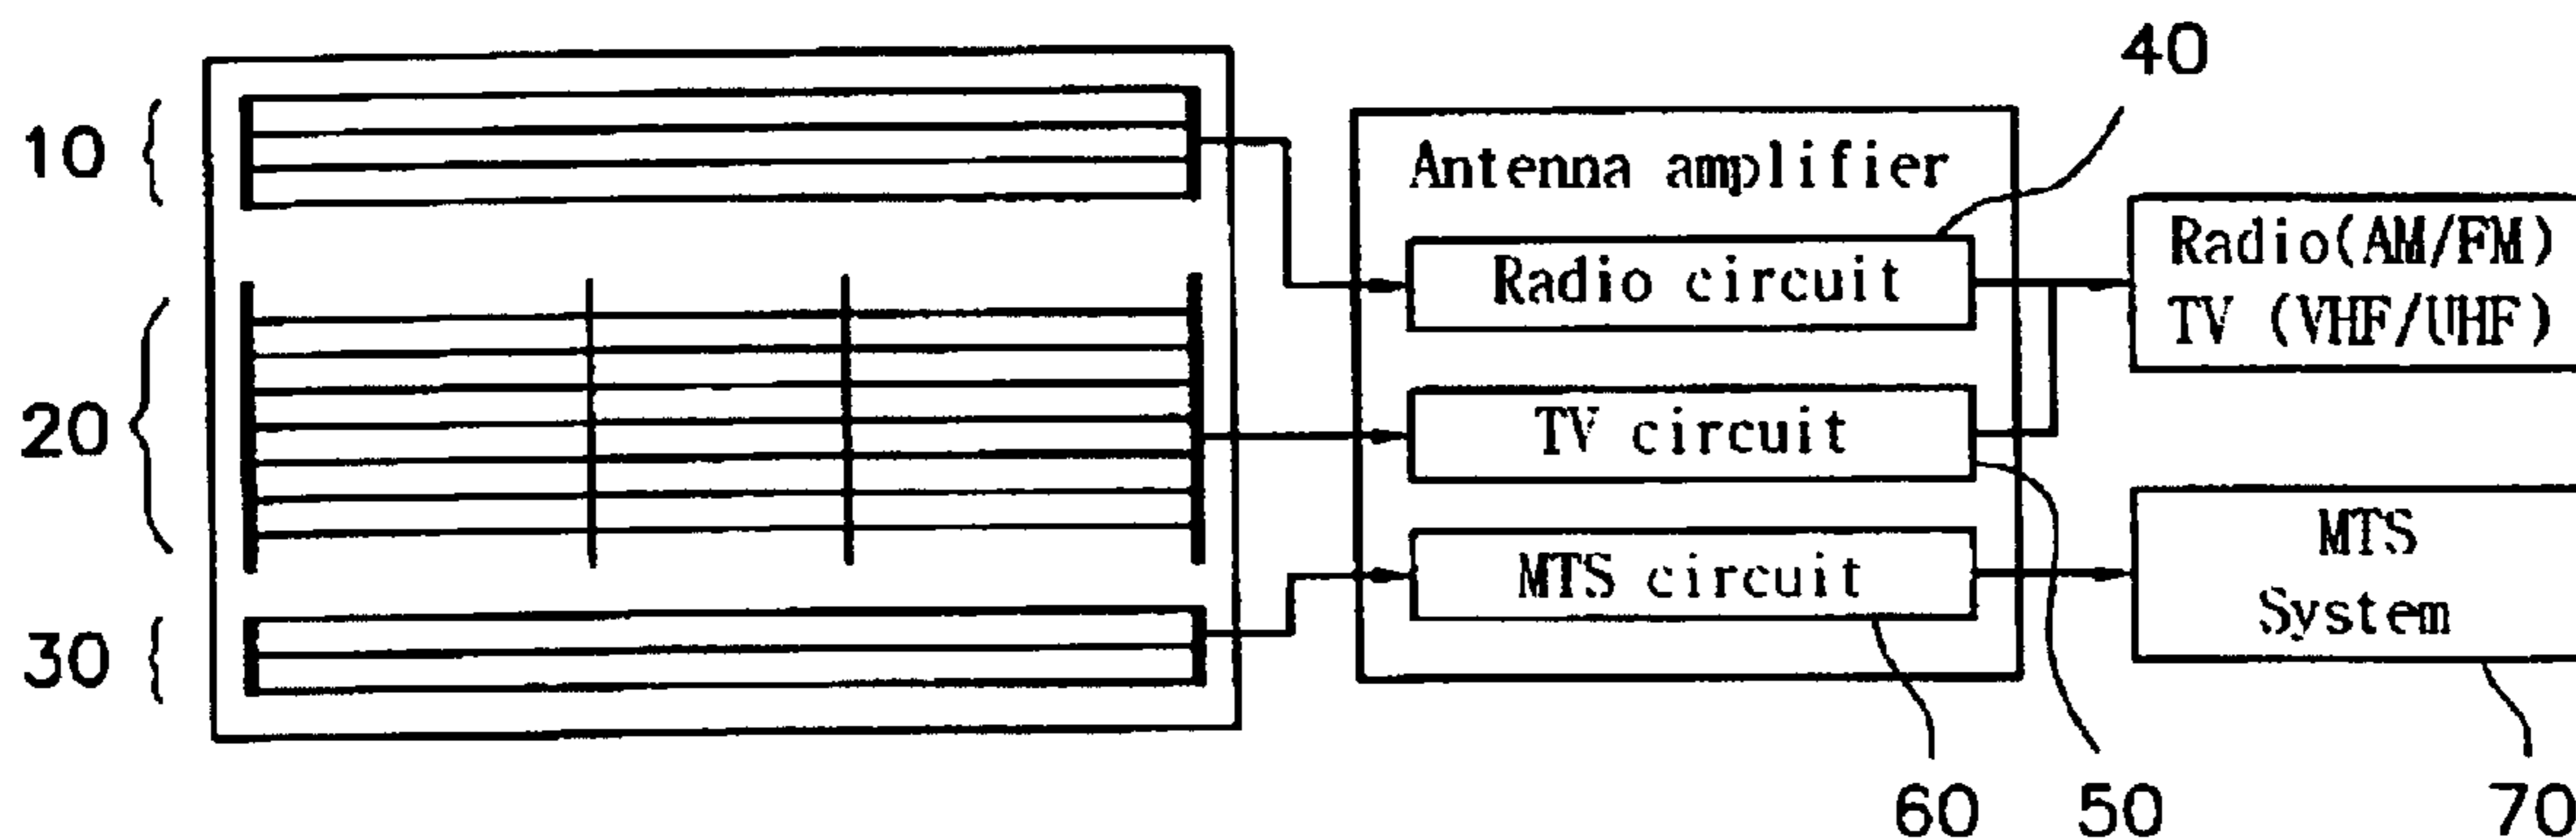 40
10
Antenna amplifier
Radio circuit
Radio(AM/FM)
TV (VHF/UHF)
20
TV circuit
MTS circuit
MTS
System
30
60
50
70